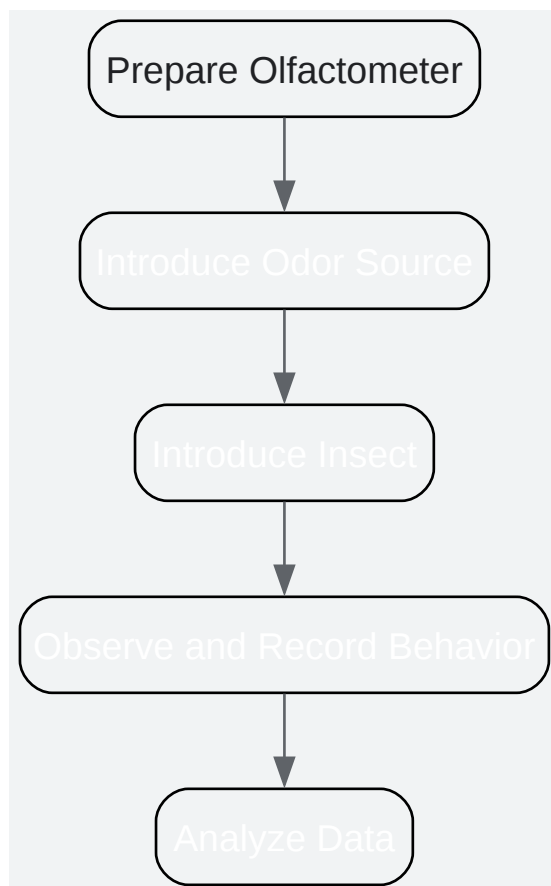 Prepare Olfactometer
Introduce Odor Source
Introduce Insect
Observe and Record Behavior
Analyze Data